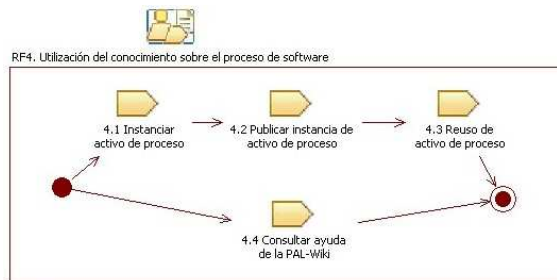 RF4. Utilización del conocimiento sobre el proceso de software
4.1 Instanciar
activo de proceso
4.2 Publicar instancia de
activo de proceso
4.3 Reuso de
activo de proceso
4.4 Consultar ayuda
de la PAL-Wiki